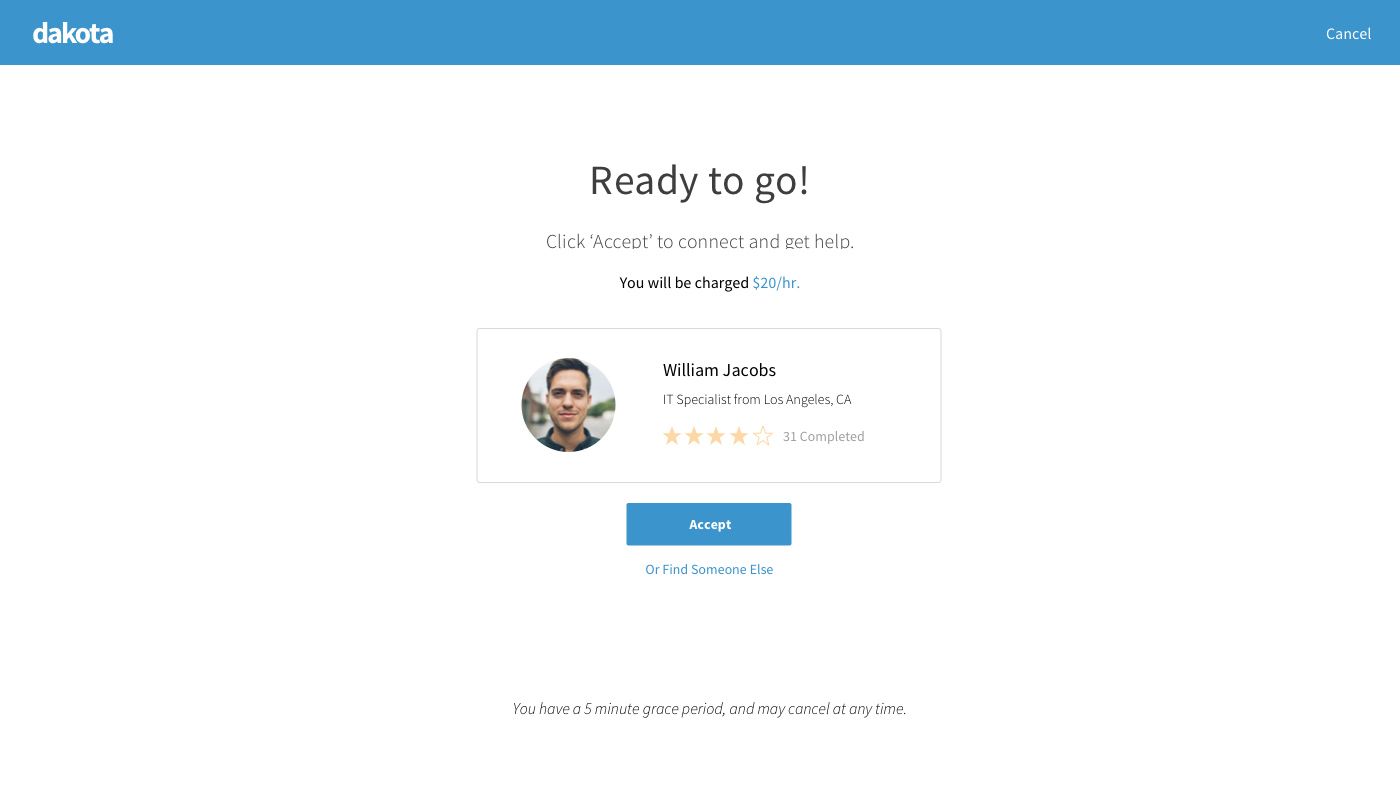 dakota
Cancel
Ready to go!
Click ‘Accept’ to connect and get help.
You will be charged $20/hr.
William Jacobs
IT Specialist from Los Angeles, CA
31 Completed
Accept
Or Find Someone Else
You have a 5 minute grace period, and may cancel at any time.